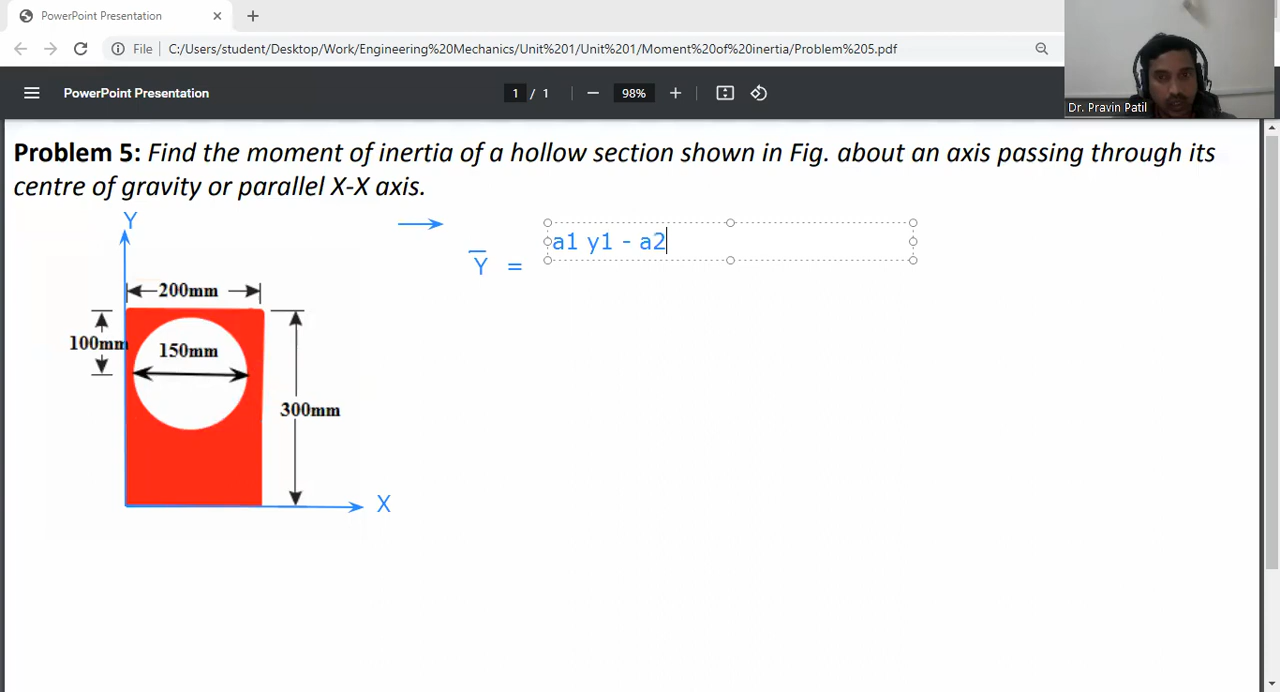 PowerPoint Presentation
File C:/Users/student/Desktop/Work/Engineering%20Mechanics/Unit%201/Unit%201/Moment%20of%20inertia/Problem%205.pdf
PowerPoint Presentation
1 / 1
98%
Dr. Pravin Patil
Problem 5: Find the moment of inertia of a hollow section shown in Fig. about an axis passing through its
centre of gravity or parallel X-X axis.
Y
a1 y1 - a2
Y =
200mm
100mm
150mm
300mm
X